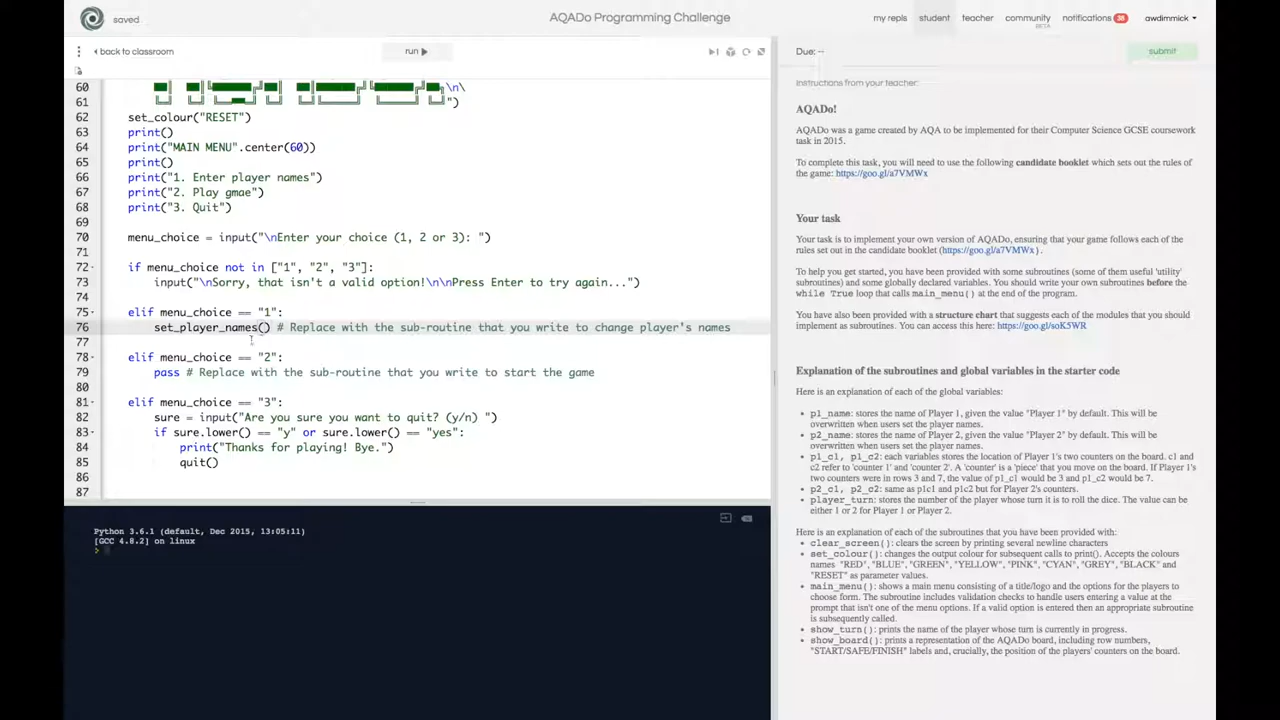 saved
AQADo Programming Challenge
my repls
student
teacher
community
BETA
notifications 36
awdimmick
back to classroom
run
60 \n\
61 ")
62 set_colour("RESET")
63 print()
64 print("MAIN MENU".center(60))
65 print()
66 print("1. Enter player names")
67 print("2. Play gmae")
68 print("3. Quit")
69
70 menu_choice = input("\nEnter your choice (1, 2 or 3): ")
71
72 if menu_choice not in ["1", "2", "3"]:
73 input("\nSorry, that isn't a valid option!\n\nPress Enter to try again...")
74
75 elif menu_choice == "1":
76 set_player_names() # Replace with the sub-routine that you write to change player's names
77
78 elif menu_choice == "2":
79 pass # Replace with the sub-routine that you write to start the game
80
81 elif menu_choice == "3":
82 sure = input("Are you sure you want to quit? (y/n) ")
83 if sure.lower() == "y" or sure.lower() == "yes":
84 print("Thanks for playing! Bye.")
85 quit()
86
87
Python 3.6.1 (default, Dec 2015, 13:05:11)
[GCC 4.8.2] on linux
Due: --
submit
Instructions from your teacher:
AQADo!
AQADo was a game created by AQA to be implemented for their Computer Science GCSE coursework
task in 2015.
To complete this task, you will need to use the following candidate booklet which sets out the rules of
the game: https://goo.gl/a7VMWx
Your task
Your task is to implement your own version of AQADo, ensuring that your game follows each of the
rules set out in the candidate booklet (https://goo.gl/a7VMWx).
To help you get started, you have been provided with some subroutines (some of them useful 'utility'
subroutines) and some globally declared variables. You should write your own subroutines before the
while True loop that calls main_menu() at the end of the program.
You have also been provided with a structure chart that suggests each of the modules that you should
implement as subroutines. You can access this here: https://goo.gl/soK5WR
Explanation of the subroutines and global variables in the starter code
Here is an explanation of each of the global variables:
• p1_name: stores the name of Player 1, given the value "Player 1" by default. This will be
overwritten when users set the player names.
• p2_name: stores the name of Player 2, given the value "Player 2" by default. This will be
overwritten when users set the player names.
• p1_c1, p1_c2: each variables stores the location of Player 1's two counters on the board. c1 and
c2 refer to 'counter 1' and 'counter 2'. A 'counter' is a 'piece' that you move on the board. If Player 1's
two counters were in rows 3 and 7, the value of p1_c1 would be 3 and p1_c2 would be 7.
• p2_c1, p2_c2: same as p1c1 and p1c2 but for Player 2's counters.
• player_turn: stores the number of the player whose turn it is to roll the dice. The value can be
either 1 or 2 for Player 1 or Player 2.
Here is an explanation of each of the subroutines that you have been provided with:
• clear_screen(): clears the screen by printing several newline characters
• set_colour(): changes the output colour for subsequent calls to print(). Accepts the colours
names "RED", "BLUE", "GREEN", "YELLOW", "PINK", "CYAN", "GREY", "BLACK" and
"RESET" as parameter values.
• main_menu(): shows a main menu consisting of a title/logo and the options for the players to
choose form. The subroutine includes validation checks to handle users entering a value at the
prompt that isn't one of the menu options. If a valid option is entered then an appropriate subroutine
is subsequently called.
• show_turn(): prints the name of the player whose turn is currently in progress.
• show_board(): prints a representation of the AQADo board, including row numbers,
"START/SAFE/FINISH" labels and, crucially, the position of the players' counters on the board.